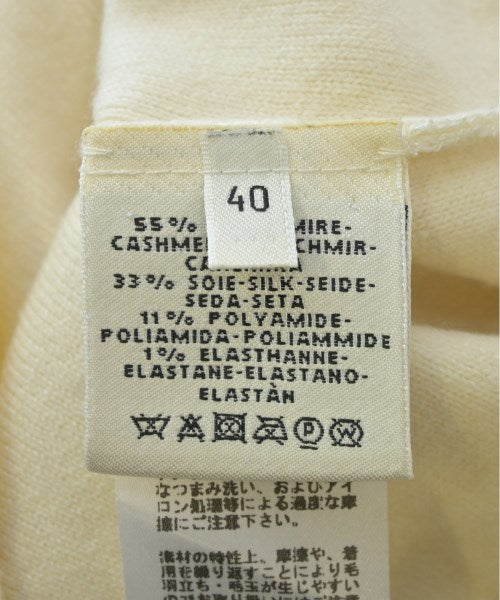 40
55% MIRE-
CASHME CHMIR-
CA
33% SOIE-SILK-SEIDE-
SEDA-SETA
11% POLYAMIDE-
POLIAMIDA-POLIAMMIDE
1% ELASTHANNE-
ELASTANE-ELASTANO-
ELASTÀN
P W
なつまみ洗い、およびアイ
ロン処理等による過度な摩
擦にご注意下さい。
素材の特性上、摩擦や、着
用を繰り返すことにより毛
羽立ち・毛玉が生じやすい